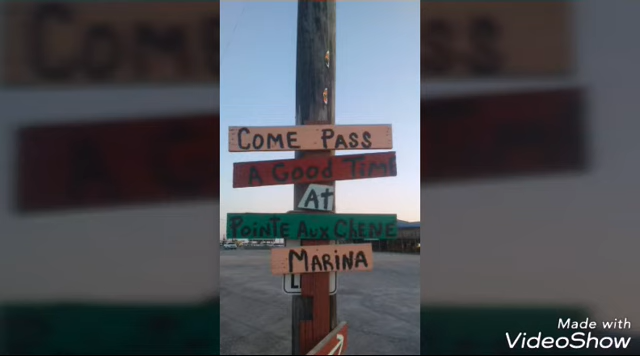 COME PASS
A GOOD TIME
At
POINTE AUX CHENE
MARINA
Made with
VideoShow